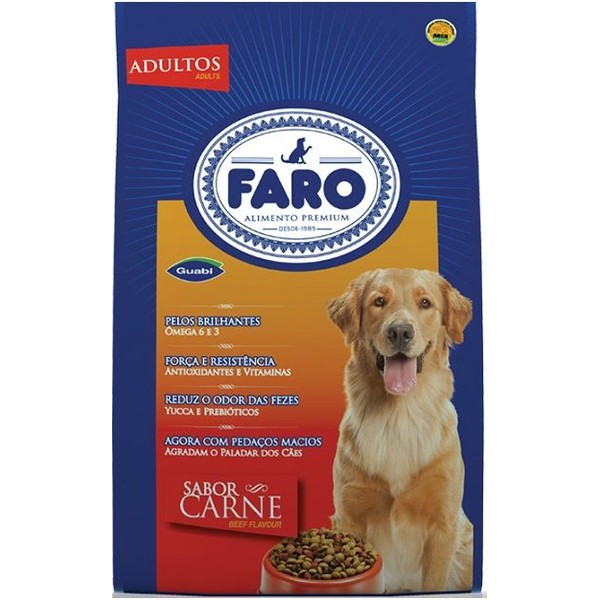 ADULTOS
ADULTS
FARO
ALIMENTO PREMIUM
DESDE 1985
Guabi
PELOS BRILHANTES
ÔMEGA 6 E 3
FORÇA E RESISTÊNCIA
ANTIOXIDANTES E VITAMINAS
REDUZ O ODOR DAS FEZES
YUCCA E PREBIÓTICOS
AGORA COM PEDAÇOS MACIOS
AGRADAM O PALADAR DOS CÃES
SABOR
CARNE
BEEF FLAVOUR